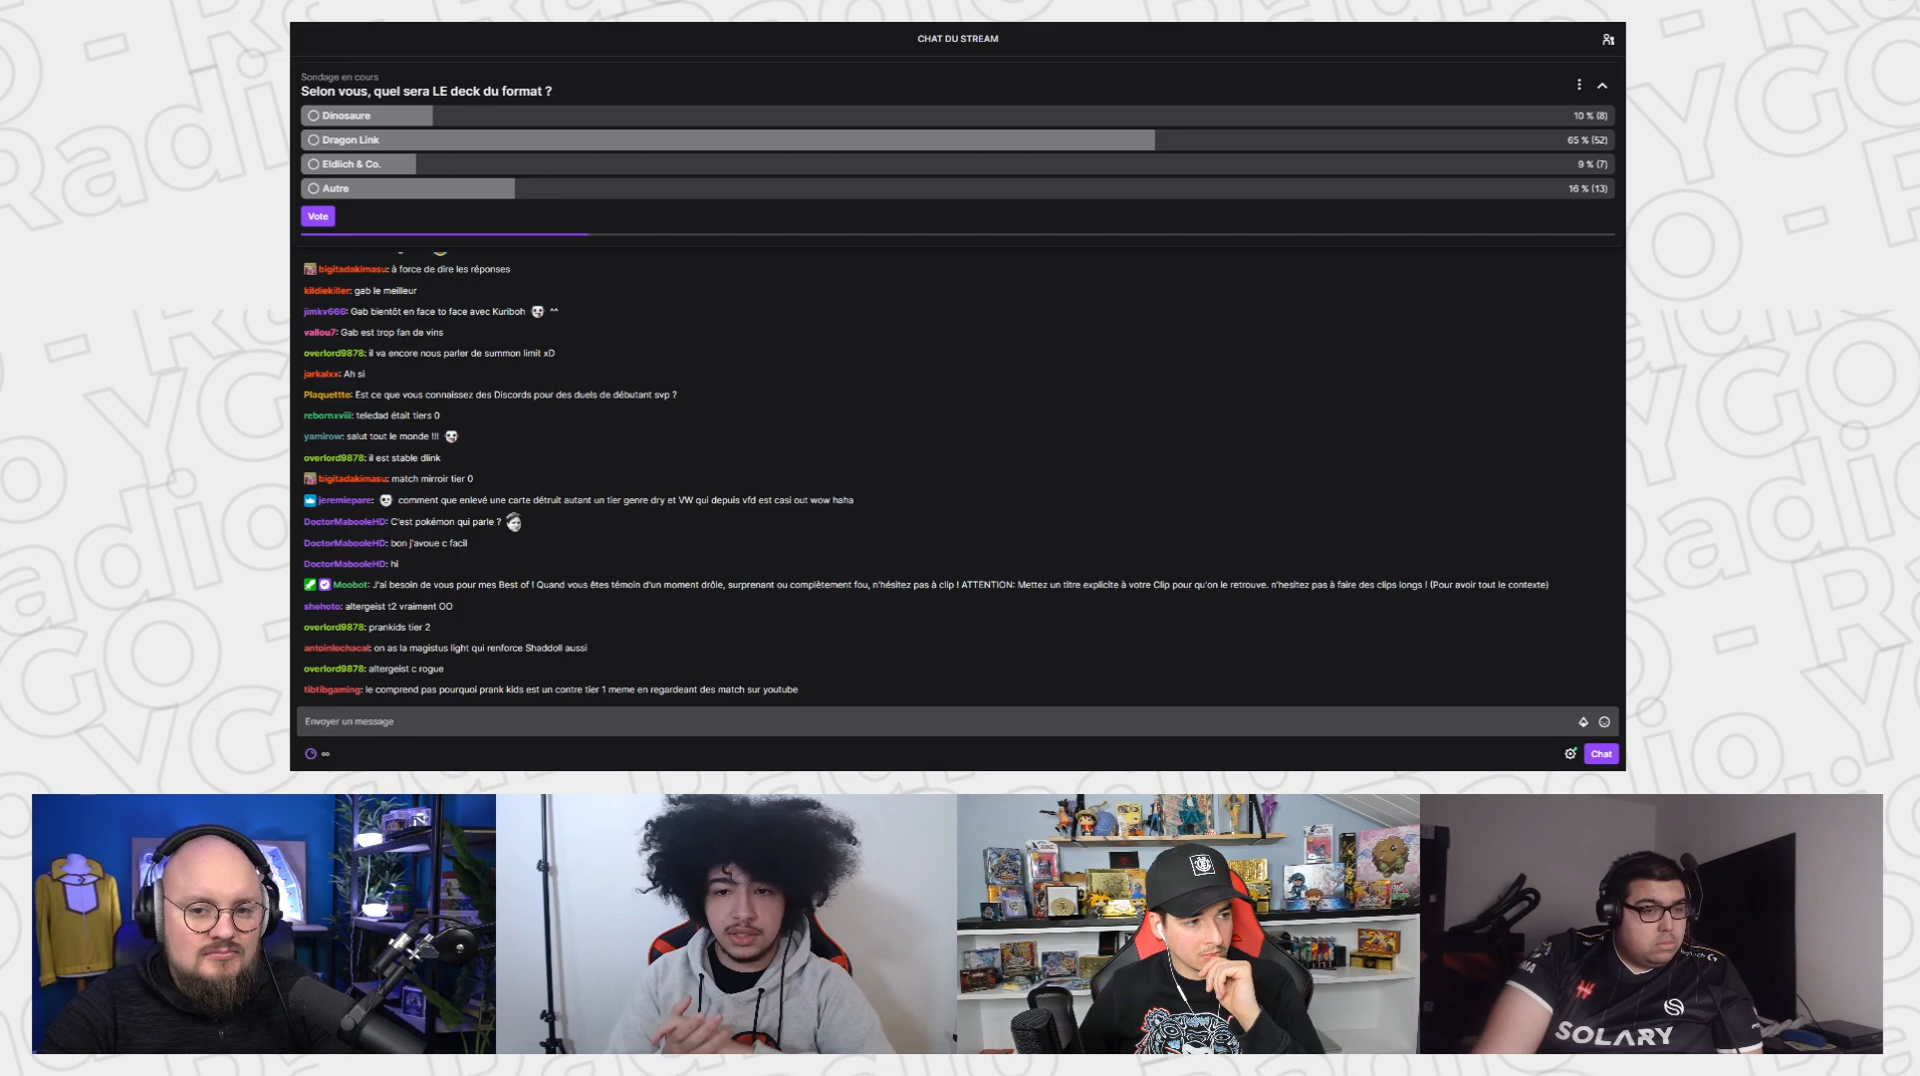 CHAT DU STREAM
Sondage en cours
Selon vous, quel sera LE deck du format ?
Dinosaure 10 % (8)
Dragon Link 65 % (52)
Eldlich & Co. 9 % (7)
Autre 16 % (13)
Vote
bigitadakimasu: à force de dire les réponses
kildiekiller: gab le meilleur
jimkv666: Gab bientôt en face to face avec Kuriboh ^^
vallou7: Gab est trop fan de vins
overlord9878: il va encore nous parler de summon limit xD
jarkalxx: Ah si
Plaquettte: Est ce que vous connaissez des Discords pour des duels de débutant svp ?
rebornxviii: teledad était tiers 0
yamirow: salut tout le monde !!!
overlord9878: il est stable dlink
bigitadakimasu: match mirroir tier 0
jeremiepare: comment que enlevé une carte détruit autant un tier genre dry et VW qui depuis vfd est casi out wow haha
DoctorMabooleHD: C'est pokémon qui parle ?
DoctorMabooleHD: bon j'avoue c facil
DoctorMabooleHD: hi
Moobot: J'ai besoin de vous pour mes Best of ! Quand vous êtes témoin d'un moment drôle, surprenant ou complètement fou, n'hésitez pas à clip ! ATTENTION: Mettez un titre explicite à votre Clip pour qu'on le retrouve. n'hesitez pas à faire des clips longs ! (Pour avoir tout le contexte)
shehoto: altergeist t2 vraiment OO
overlord9878: prankids tier 2
antoinlechacal: on as la magistus light qui renforce Shaddoll aussi
overlord9878: altergeist c rogue
tibtibgaming: le comprend pas pourquoi prank kids est un contre tier 1 meme en regardeant des match sur youtube
Envoyer un message
Chat
SOLARY
Radio
YGO